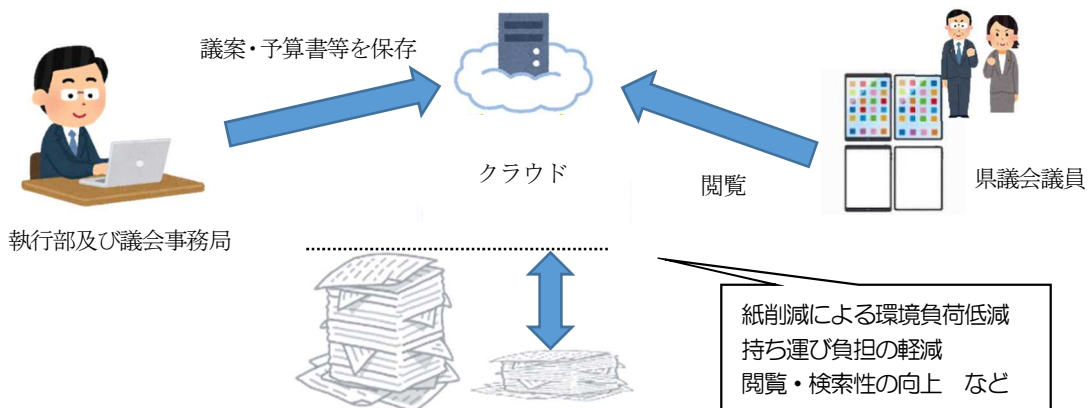 議案・予算書等を保存
クラウド
閲覧
県議会議員
執行部及び議会事務局
紙削減による環境負荷低減
持ち運び負担の軽減
閲覧・検索性の向上　など